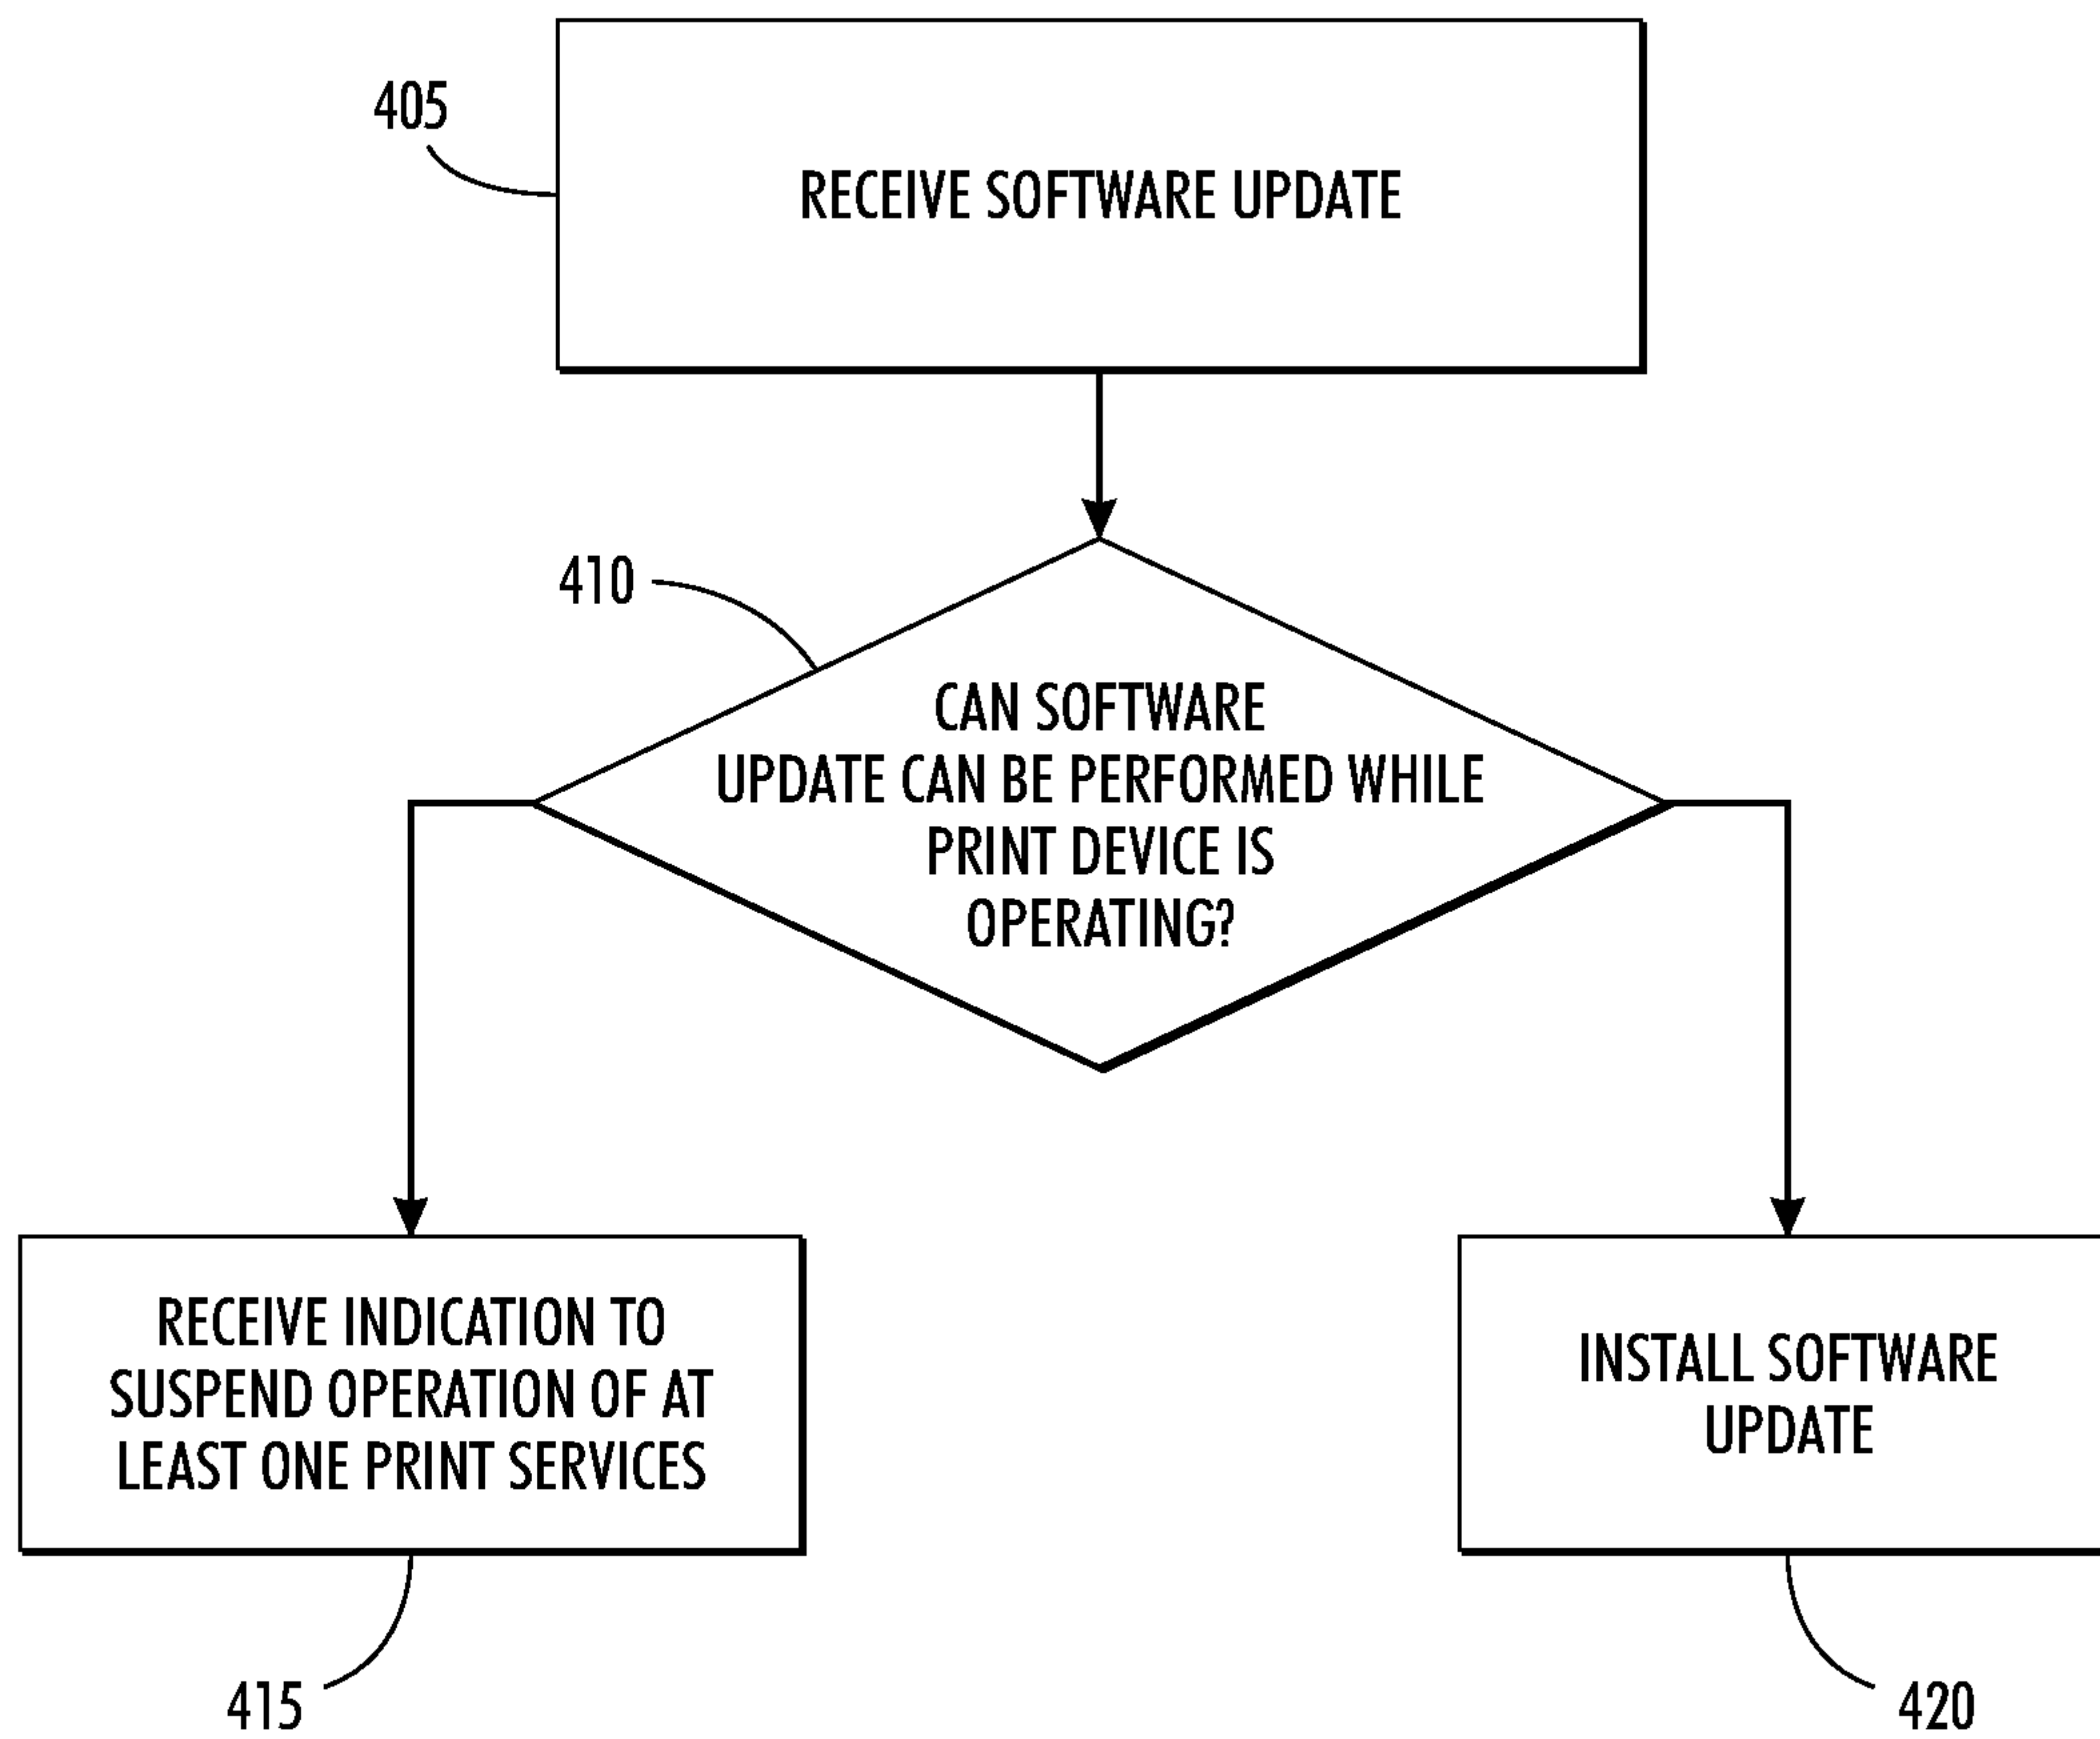 405
RECEIVE SOFTWARE UPDATE
410
CAN SOFTWARE
UPDATE CAN BE PERFORMED WHILE
PRINT DEVICE IS
OPERATING?
RECEIVE INDICATION TO
SUSPEND OPERATION OF AT
LEAST ONE PRINT SERVICES
INSTALL SOFTWARE
UPDATE
415
420